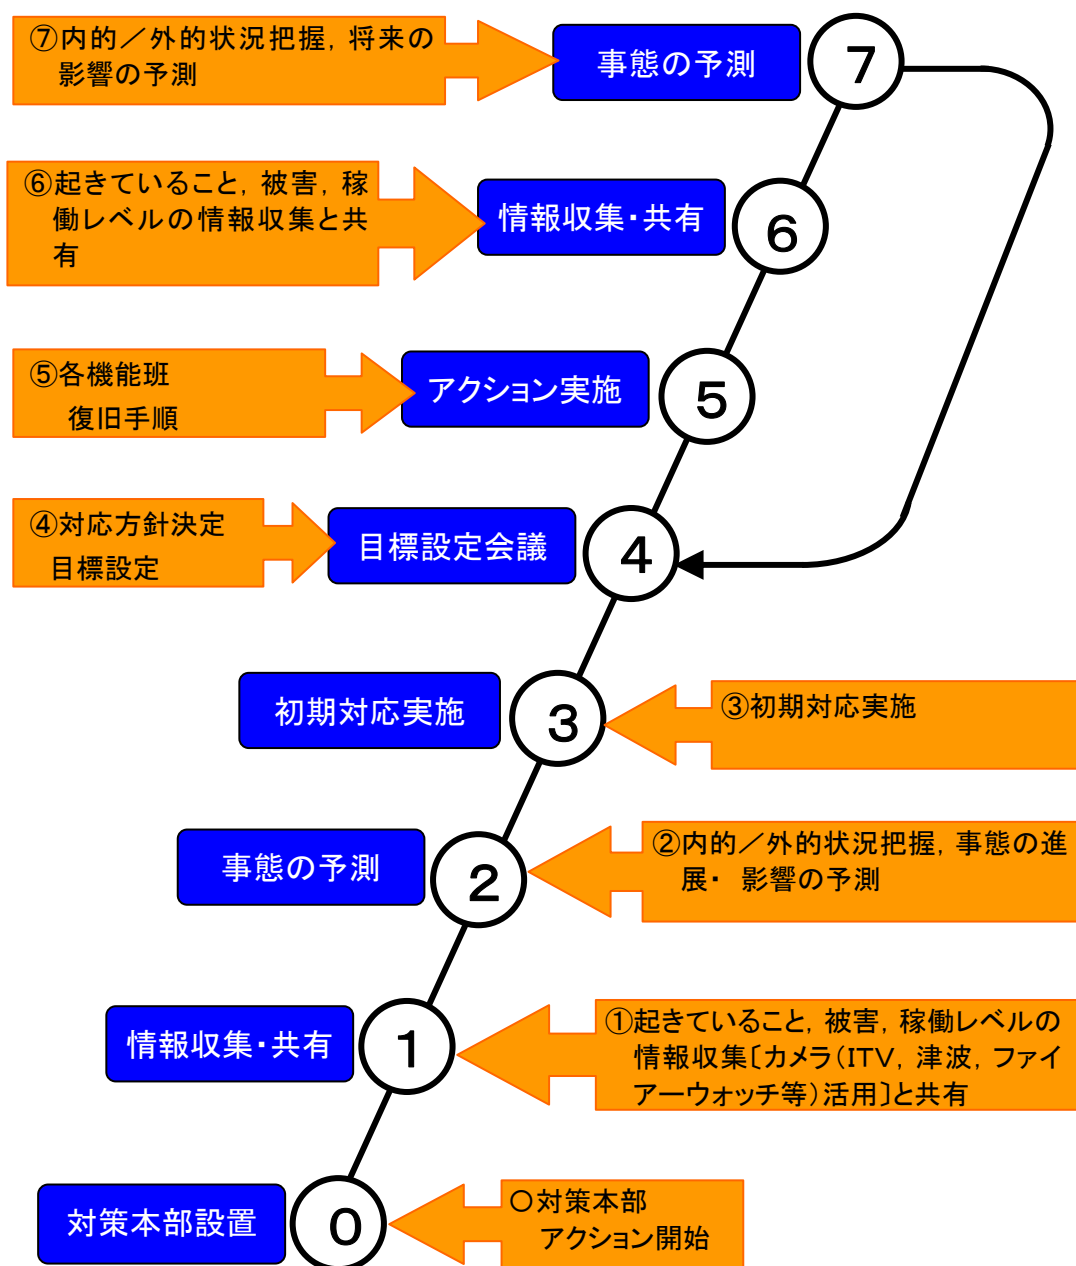 ⑦内的／外的状況把握，将来の
影響の予測
事態の予測
7
⑥起きていること，被害，稼
働レベルの情報収集と共
有
情報収集・共有
6
⑤各機能班
復旧手順
アクション実施
5
④対応方針決定
目標設定
目標設定会議
4
初期対応実施
3
③初期対応実施
事態の予測
2
②内的／外的状況把握，事態の進
展・ 影響の予測
情報収集・共有
1
①起きていること，被害，稼働レベルの
情報収集〔カメラ（ITV，津波，ファイ
アーウォッチ等）活用〕と共有
対策本部設置
0
○対策本部
アクション開始